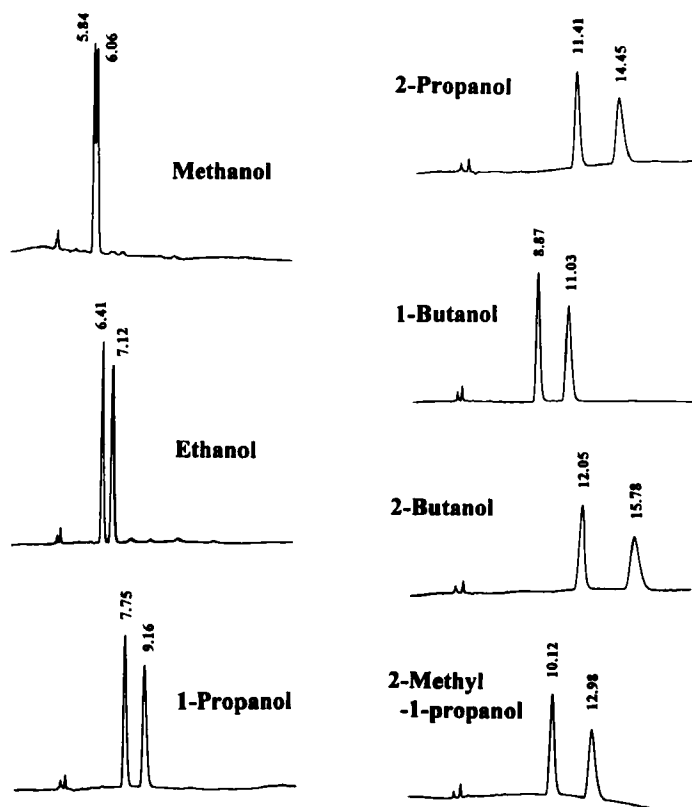 5.84
6.06
Methanol
6.41
7.12
Ethanol
7.75
9.16
1-Propanol
11.41
14.45
2-Propanol
8.87
11.03
1-Butanol
12.05
15.78
2-Butanol
10.12
12.98
2-Methyl
-1-propanol